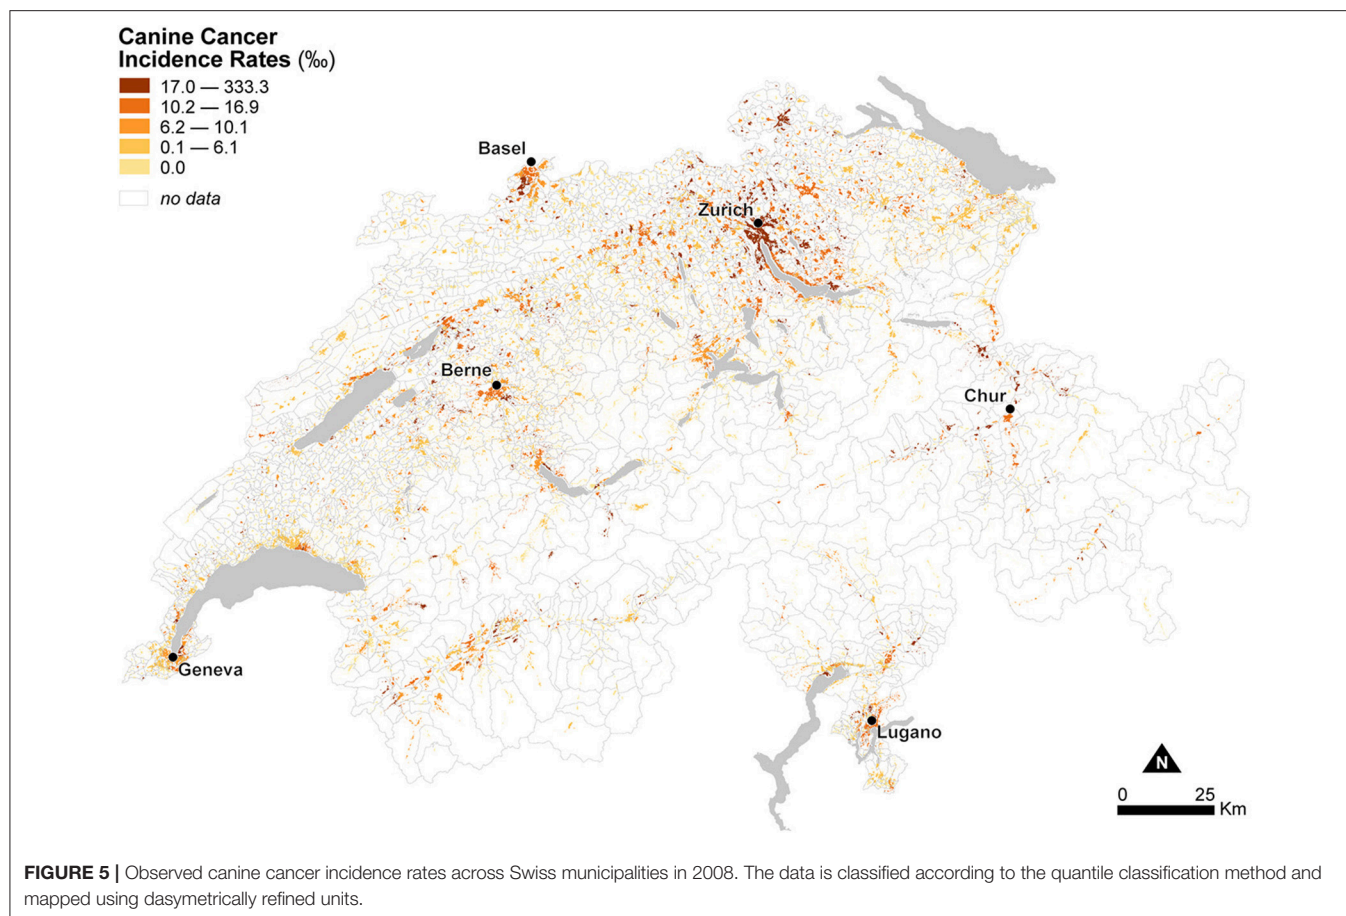 Canine Cancer
Incidence Rates (‰)
17.0 — 333.3
10.2 — 16.9
6.2 — 10.1
0.1 — 6.1
0.0
no data
Basel
Zurich
Berne
Chur
Geneva
Lugano
N
0 25
Km
FIGURE 5 | Observed canine cancer incidence rates across Swiss municipalities in 2008. The data is classified according to the quantile classification method and
mapped using dasymetrically refined units.